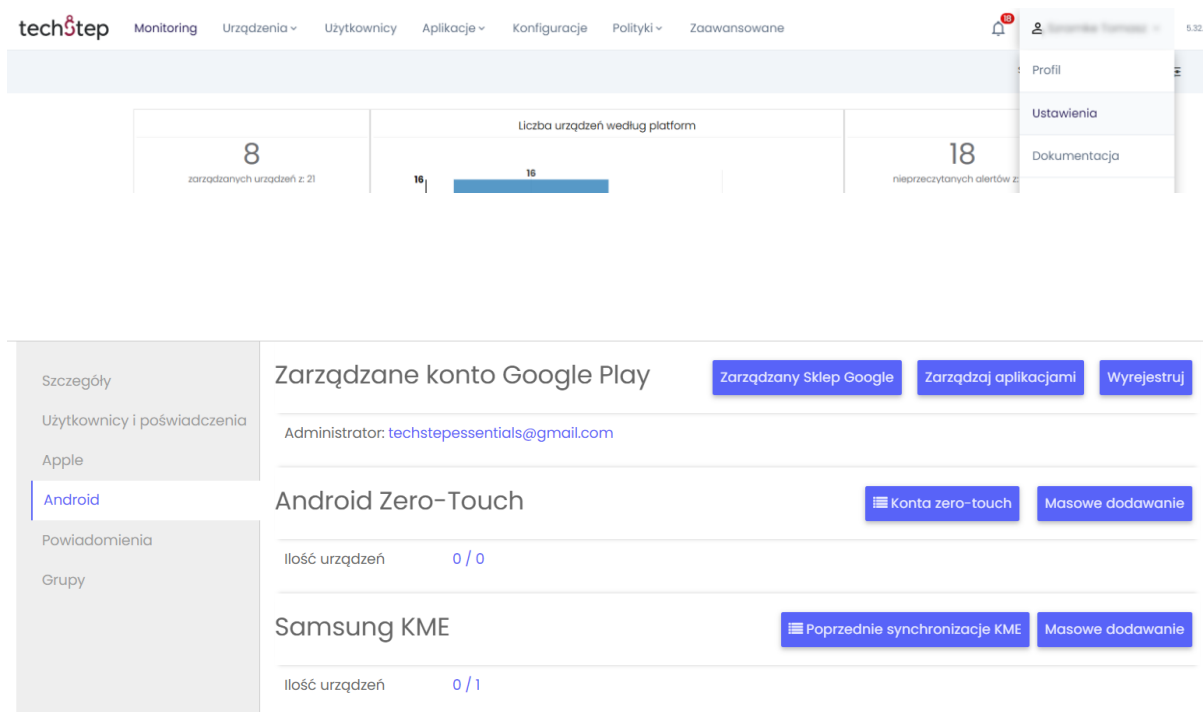 techstep Monitoring Urządzenia Użytkownicy Aplikacje Konfiguracje Polityki Zaawansowane 18 5.32
Profil
Ustawienia
Dokumentacja
8
zarządzanych urządzeń z: 21
Liczba urządzeń według platform
16
16
18
nieprzeczytanych alertów z:
Szczegóły
Użytkownicy i poświadczenia
Apple
Android
Powiadomienia
Grupy
Zarządzane konto Google Play Zarządzany Sklep Google Zarządzaj aplikacjami Wyrejestruj
Administrator: techstepessentials@gmail.com
Android Zero-Touch Konta zero-touch Masowe dodawanie
Ilość urządzeń 0 / 0
Samsung KME Poprzednie synchronizacje KME Masowe dodawanie
Ilość urządzeń 0 / 1